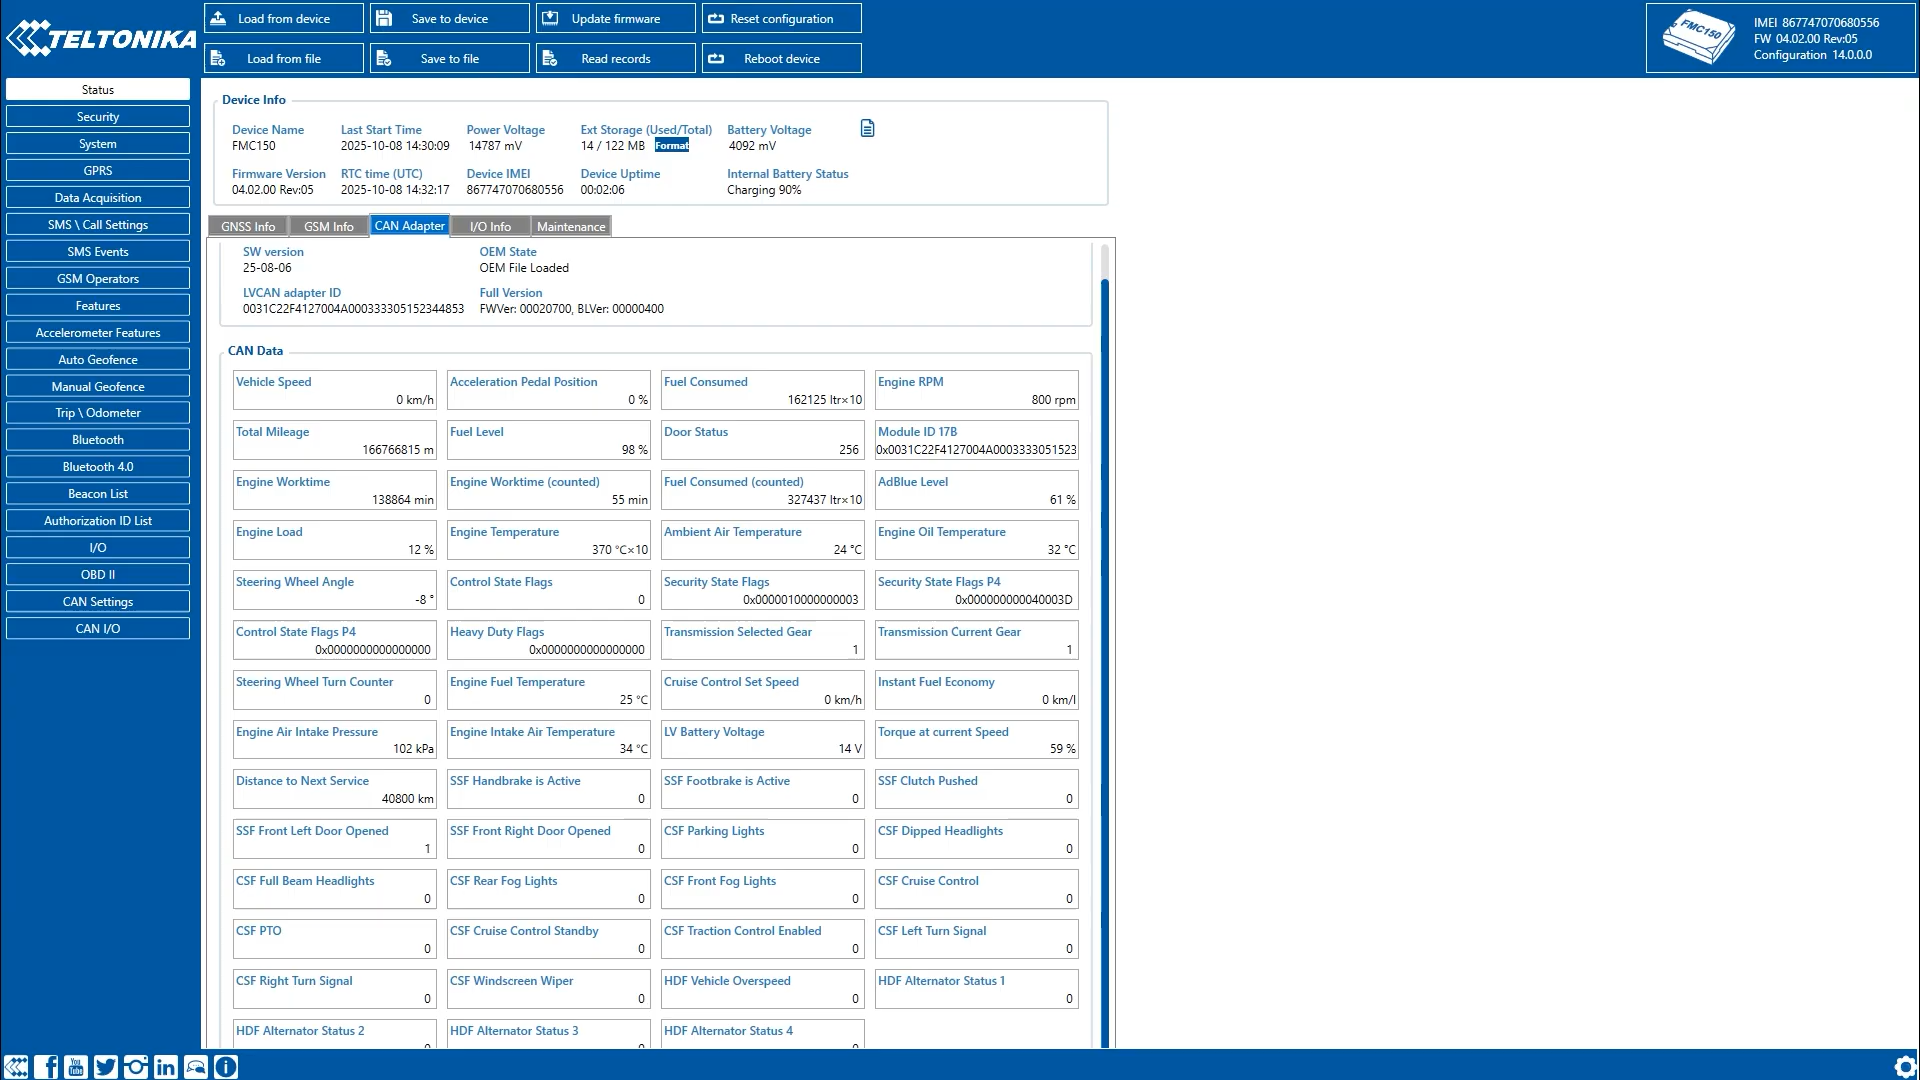 TELTONIKA
Load from device
Save to device
Update firmware
Reset configuration
Load from file
Save to file
Read records
Reboot device
FMC150
IMEI 867747070680556
FW 04.02.00 Rev:05
Configuration 14.0.0.0
Status
Security
System
GPRS
Data Acquisition
SMS \ Call Settings
SMS Events
GSM Operators
Features
Accelerometer Features
Auto Geofence
Manual Geofence
Trip \ Odometer
Bluetooth
Bluetooth 4.0
Beacon List
Authorization ID List
I/O
OBD II
CAN Settings
CAN I/O
Device Info
Device Name
FMC150
Last Start Time
2025-10-08 14:30:09
Power Voltage
14787 mV
Ext Storage (Used/Total)
14 / 122 MB Format
Battery Voltage
4092 mV
Firmware Version
04.02.00 Rev:05
RTC time (UTC)
2025-10-08 14:32:17
Device IMEI
867747070680556
Device Uptime
00:02:06
Internal Battery Status
Charging 90%
GNSS Info
GSM Info
CAN Adapter
I/O Info
Maintenance
SW version
25-08-06
OEM State
OEM File Loaded
LVCAN adapter ID
0031C22F4127004A000333305152344853
Full Version
FWVer: 00020700, BLVer: 00000400
CAN Data
Vehicle Speed
0 km/h
Acceleration Pedal Position
0 %
Fuel Consumed
162125 ltr×10
Engine RPM
800 rpm
Total Mileage
166766815 m
Fuel Level
98 %
Door Status
256
Module ID 17B
0x0031C22F4127004A0003333051523
Engine Worktime
138864 min
Engine Worktime (counted)
55 min
Fuel Consumed (counted)
327437 ltr×10
AdBlue Level
61 %
Engine Load
12 %
Engine Temperature
370 °C×10
Ambient Air Temperature
24 °C
Engine Oil Temperature
32 °C
Steering Wheel Angle
-8 °
Control State Flags
0
Security State Flags
0x0000010000000003
Security State Flags P4
0x000000000040003D
Control State Flags P4
0x0000000000000000
Heavy Duty Flags
0x0000000000000000
Transmission Selected Gear
1
Transmission Current Gear
1
Steering Wheel Turn Counter
0
Engine Fuel Temperature
25 °C
Cruise Control Set Speed
0 km/h
Instant Fuel Economy
0 km/l
Engine Air Intake Pressure
102 kPa
Engine Intake Air Temperature
34 °C
LV Battery Voltage
14 V
Torque at current Speed
59 %
Distance to Next Service
40800 km
SSF Handbrake is Active
0
SSF Footbrake is Active
0
SSF Clutch Pushed
0
SSF Front Left Door Opened
1
SSF Front Right Door Opened
0
CSF Parking Lights
0
CSF Dipped Headlights
0
CSF Full Beam Headlights
0
CSF Rear Fog Lights
0
CSF Front Fog Lights
0
CSF Cruise Control
0
CSF PTO
0
CSF Cruise Control Standby
0
CSF Traction Control Enabled
0
CSF Left Turn Signal
0
CSF Right Turn Signal
0
CSF Windscreen Wiper
0
HDF Vehicle Overspeed
0
HDF Alternator Status 1
0
HDF Alternator Status 2
HDF Alternator Status 3
HDF Alternator Status 4